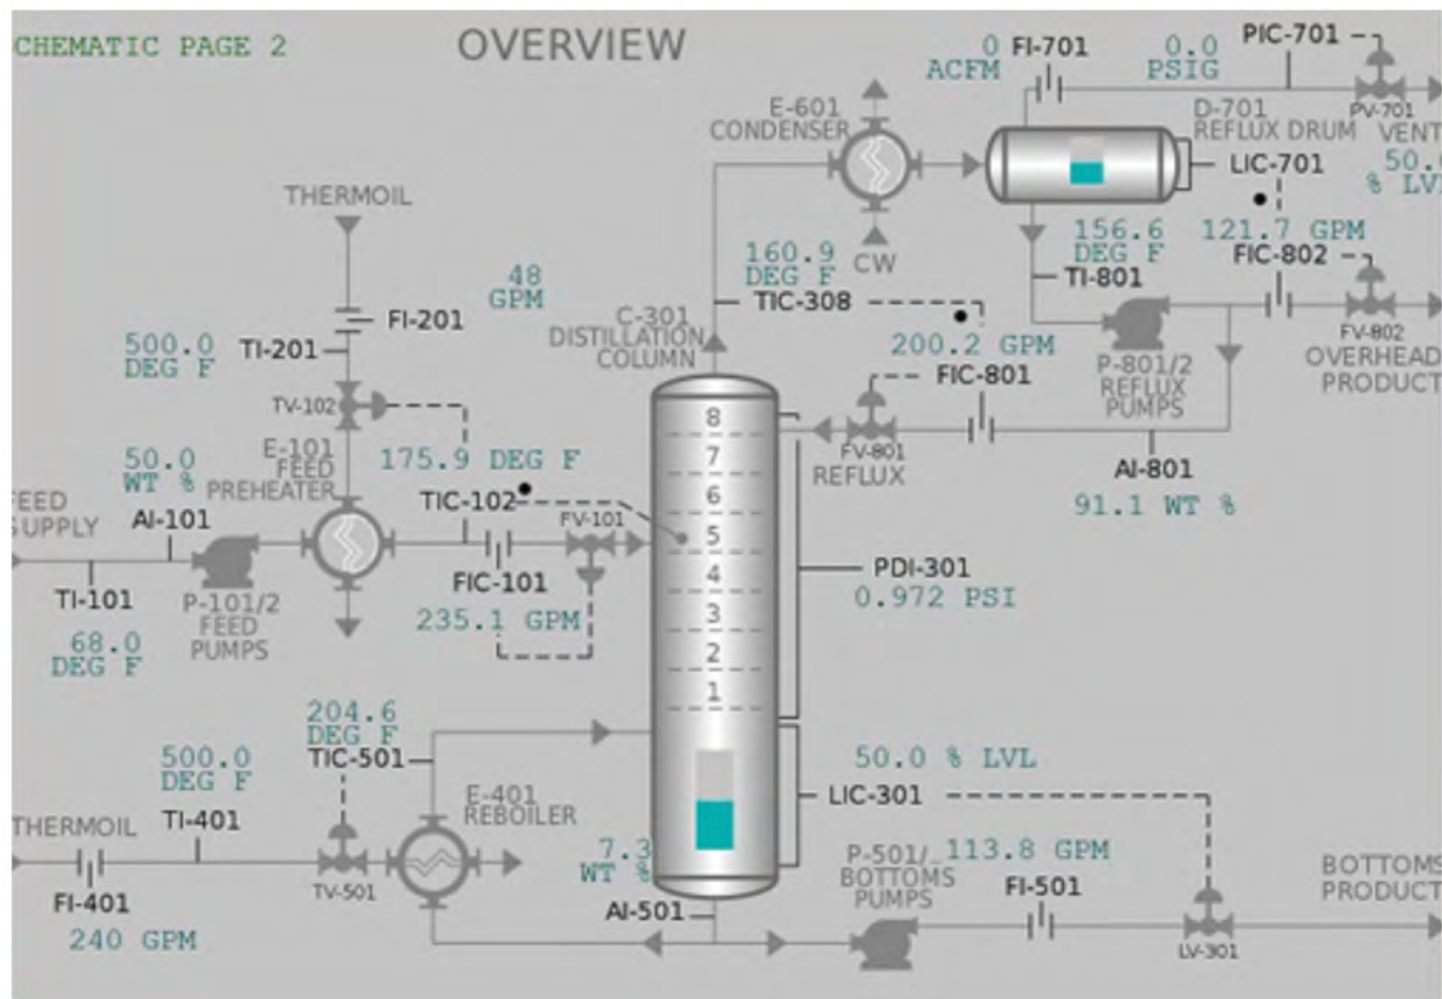 CHEMATIC PAGE 2
OVERVIEW
0 FI-701
ACFM
0.0
PSIG
PIC-701
E-601
CONDENSER
D-701
REFLUX DRUM
PV-701
VENT
LIC-701
50.
% LV
THERMOIL
156.6
DEG F
121.7 GPM
FIC-802
160.9
DEG F
CW
TI-801
TIC-308
48
GPM
FI-201
C-301
DISTILLATION
COLUMN
FV-802
500.0
DEG F
TI-201
200.2 GPM
FIC-801
P-801/2
REFLUX
PUMPS
OVERHEAD
PRODUCT
TV-102
8
7
6
5
4
3
2
1
E-101
FEED
PREHEATER
175.9 DEG F
FV-801
REFLUX
AI-801
91.1 WT %
50.0
WT %
FEED
SUPPLY
AI-101
TIC-102
FV-101
FIC-101
235.1 GPM
PDI-301
0.972 PSI
TI-101
68.0
DEG F
P-101/2
FEED
PUMPS
204.6
DEG F
TIC-501
500.0
DEG F
50.0 % LVL
LIC-301
E-401
REBOILER
THERMOIL
TI-401
7.3
WT %
P-501/_
BOTTOMS
PUMPS
113.8 GPM
FI-501
BOTTOMS
PRODUCT
FI-401
240 GPM
TV-501
AI-501
LV-301